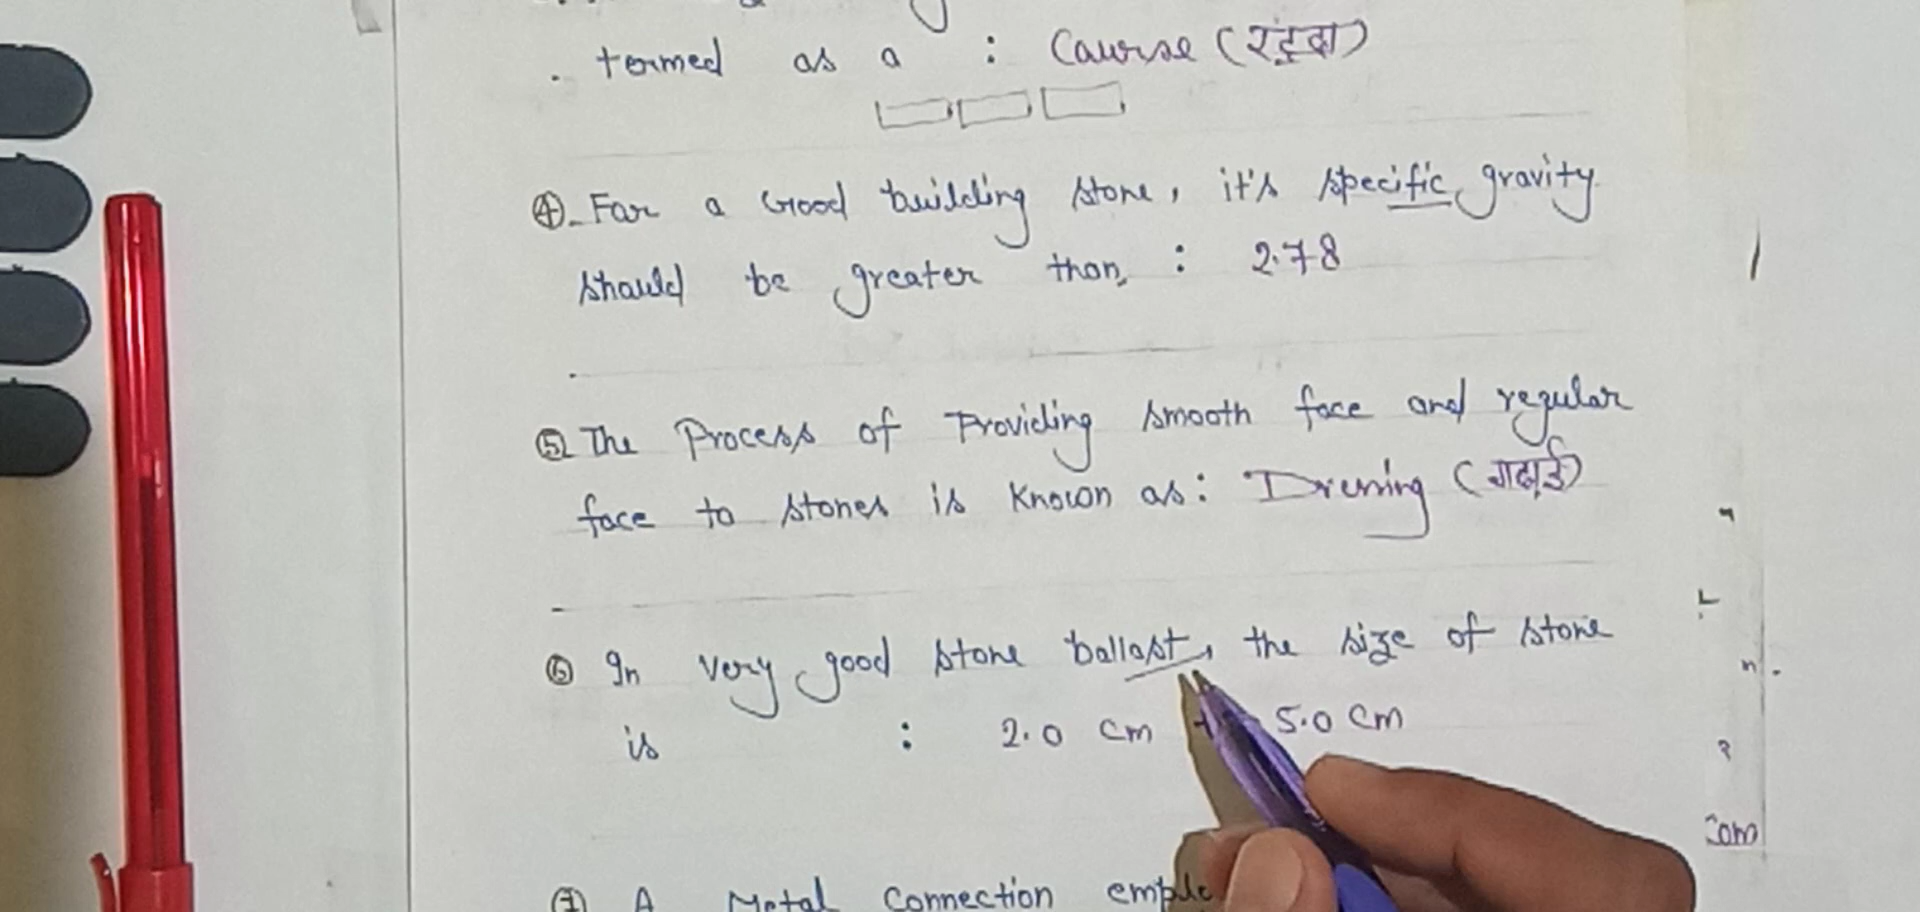 termed as a : Course (रद्दा)
④. For a Good building stone, it's specific gravity
should be greater than, : 2.78
⑤ The Process of Providing smooth face and regular
face to stones is known as : Dressing (गढ़ाई)
⑥ In very good stone ballast, the size of stone
is : 2.0 cm 5.0 cm
⑦ A Metal Connection
com